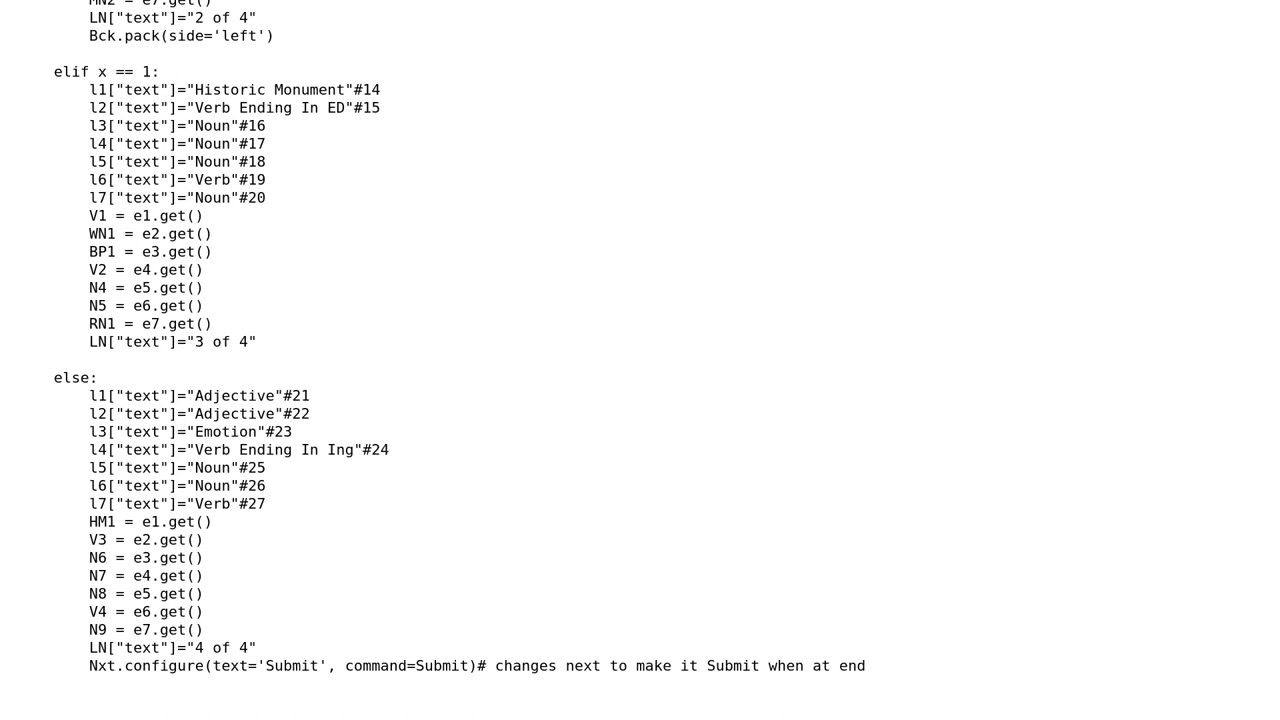 MN2 = e7.get()
LN["text"]="2 of 4"
Bck.pack(side='left')
elif x == 1:
l1["text"]="Historic Monument"#14
l2["text"]="Verb Ending In ED"#15
l3["text"]="Noun"#16
l4["text"]="Noun"#17
l5["text"]="Noun"#18
l6["text"]="Verb"#19
l7["text"]="Noun"#20
V1 = e1.get()
WN1 = e2.get()
BP1 = e3.get()
V2 = e4.get()
N4 = e5.get()
N5 = e6.get()
RN1 = e7.get()
LN["text"]="3 of 4"
else:
l1["text"]="Adjective"#21
l2["text"]="Adjective"#22
l3["text"]="Emotion"#23
l4["text"]="Verb Ending In Ing"#24
l5["text"]="Noun"#25
l6["text"]="Noun"#26
l7["text"]="Verb"#27
HM1 = e1.get()
V3 = e2.get()
N6 = e3.get()
N7 = e4.get()
N8 = e5.get()
V4 = e6.get()
N9 = e7.get()
LN["text"]="4 of 4"
Nxt.configure(text='Submit', command=Submit)# changes next to make it Submit when at end